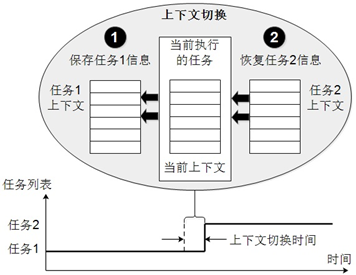 上下文切换
1
2
保存任务1信息
当前执行
的任务
恢复任务2信息
任务1
上下文
任务2
上下文
当前上下文
任务列表
任务2
任务1
上下文切换时间
时间